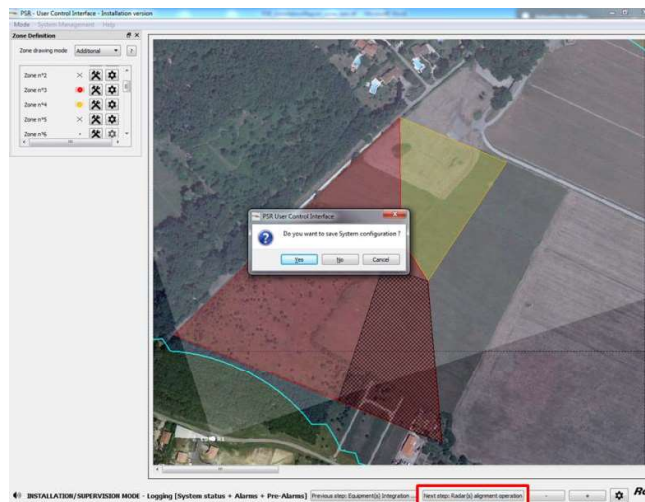 PSR - User Control Interface - Installation version
Mode System Management Help
Zone Definition
Zone drawing mode Additional ?
Zone n°2
Zone n°3
Zone n°4
Zone n°5
Zone n°6
PSR User Control Interface
Do you want to save System configuration ?
Yes No Cancel
INSTALLATION/SUPERVISION MODE - Logging [System status + Alarms + Pre-Alarms] Previous step: Equipment(s) Integration ... Next step: Radar(s) alignment operation - +